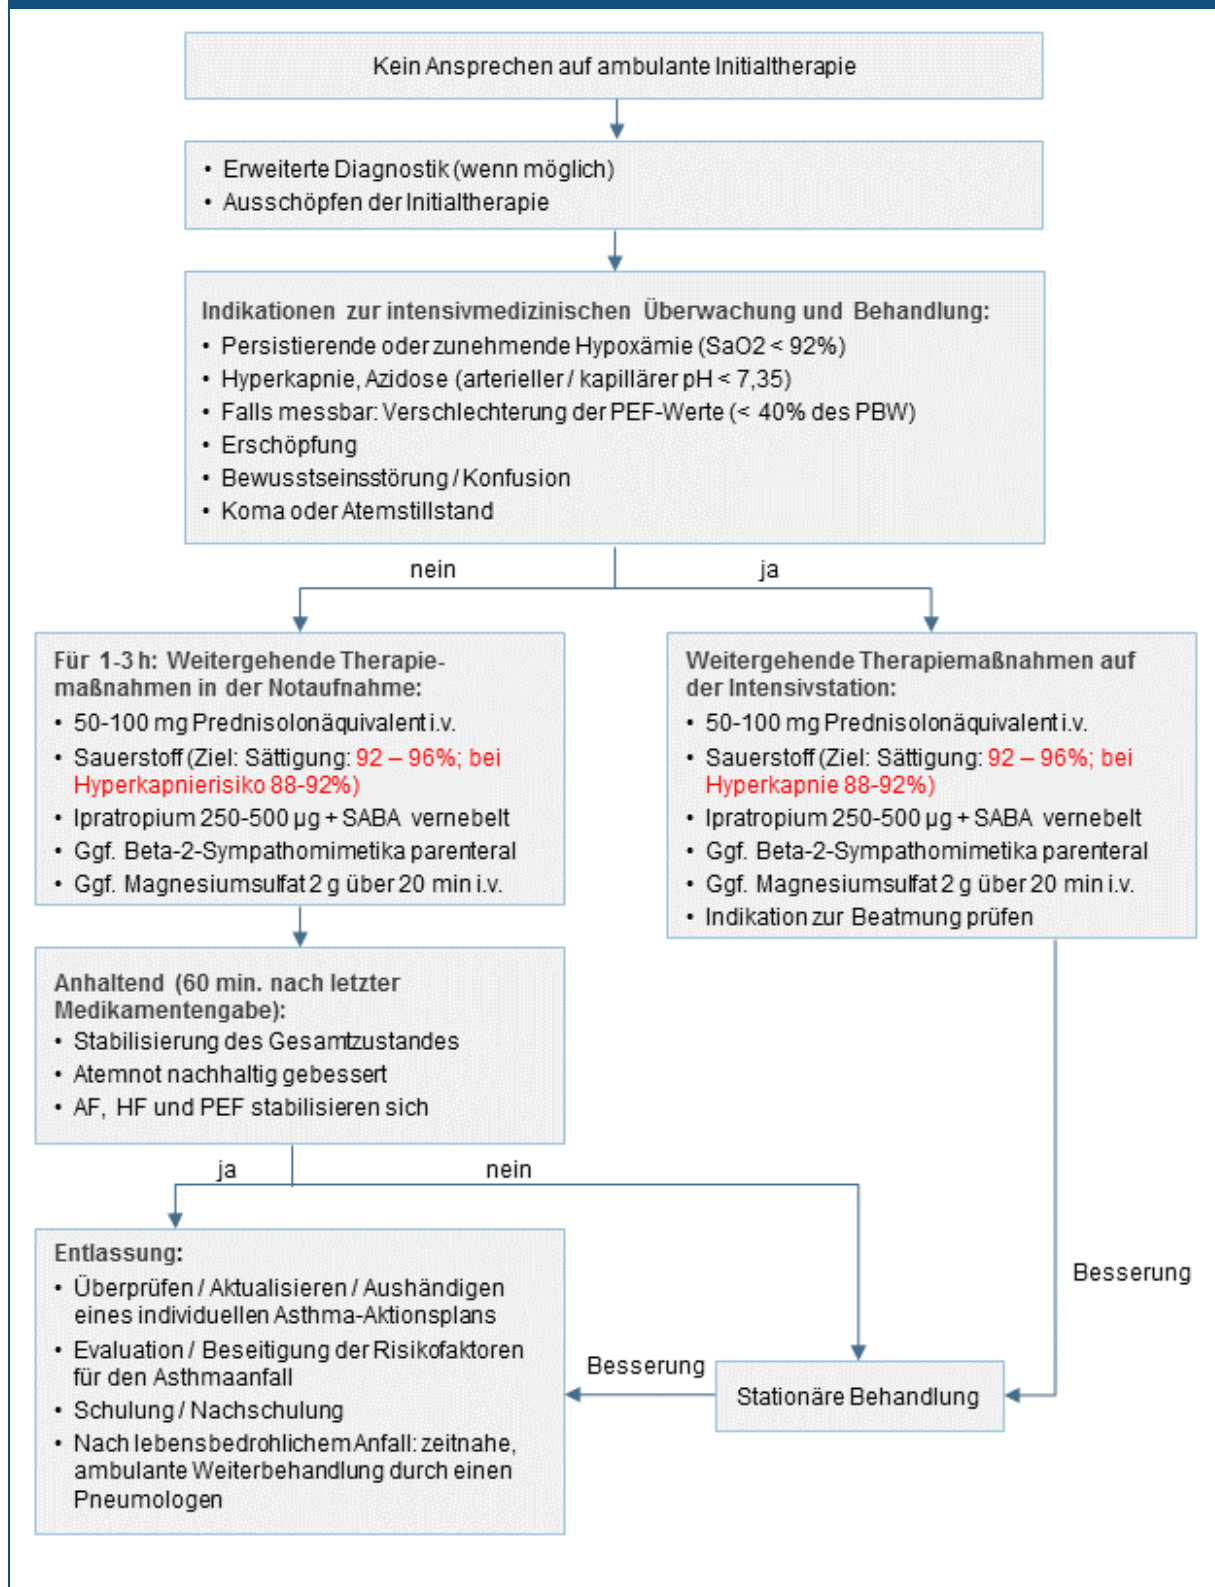 Kein Ansprechen auf ambulante Initialtherapie
• Erweiterte Diagnostik (wenn möglich)
• Ausschöpfen der Initialtherapie
Indikationen zur intensivmedizinischen Überwachung und Behandlung:
• Persistierende oder zunehmende Hypoxämie (SaO2 < 92%)
• Hyperkapnie, Azidose (arterieller / kapillärer pH < 7,35)
• Falls messbar: Verschlechterung der PEF-Werte (< 40% des PBW)
• Erschöpfung
• Bewusstseinsstörung / Konfusion
• Koma oder Atemstillstand
nein
ja
Für 1-3 h: Weitergehende Therapie-
maßnahmen in der Notaufnahme:
• 50-100 mg Prednisolonäquivalent i.v.
• Sauerstoff (Ziel: Sättigung: 92 – 96%; bei
Hyperkapnierisiko 88-92%)
• Ipratropium 250-500 µg + SABA vernebelt
• Ggf. Beta-2-Sympathomimetika parenteral
• Ggf. Magnesiumsulfat 2 g über 20 min i.v.
Weitergehende Therapiemaßnahmen auf
der Intensivstation:
• 50-100 mg Prednisolonäquivalent i.v.
• Sauerstoff (Ziel: Sättigung: 92 – 96%; bei
Hyperkapnie 88-92%)
• Ipratropium 250-500 µg + SABA vernebelt
• Ggf. Beta-2-Sympathomimetika parenteral
• Ggf. Magnesiumsulfat 2 g über 20 min i.v.
• Indikation zur Beatmung prüfen
Anhaltend (60 min. nach letzter
Medikamentengabe):
• Stabilisierung des Gesamtzustandes
• Atemnot nachhaltig gebessert
• AF, HF und PEF stabilisieren sich
ja
nein
Entlassung:
• Überprüfen / Aktualisieren / Aushändigen
eines individuellen Asthma-Aktionsplans
• Evaluation / Beseitigung der Risikofaktoren
für den Asthmaanfall
• Schulung / Nachschulung
• Nach lebensbedrohlichem Anfall: zeitnahe,
ambulante Weiterbehandlung durch einen
Pneumologen
Besserung
Stationäre Behandlung
Besserung